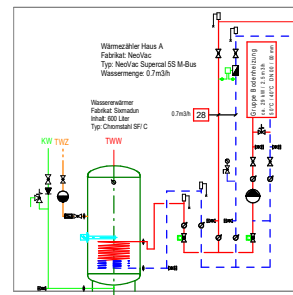 Wärmezähler Haus A
Fabrikat: NeoVac
Typ: NeoVac Supercal 5S M-Bus
Wassermenge: 0.7m3/h
Wassererwärmer
Fabrikat: Sixmadun
Inhalt: 600 Liter
Typ: Chromstahl SF/ C
KW
TWZ
TWW
0.7m3/h
28
Gruppe Bodenheizung